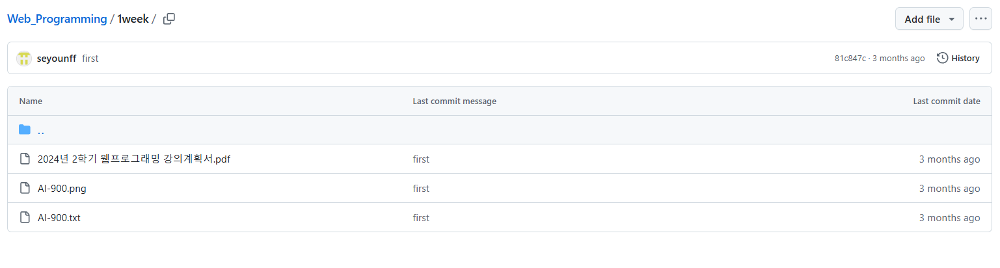 Web_Programming / 1week /
Add file
seyounff first
81c847c · 3 months ago
History
Name Last commit message Last commit date
..
2024년 2학기 웹프로그래밍 강의계획서.pdf first 3 months ago
AI-900.png first 3 months ago
AI-900.txt first 3 months ago